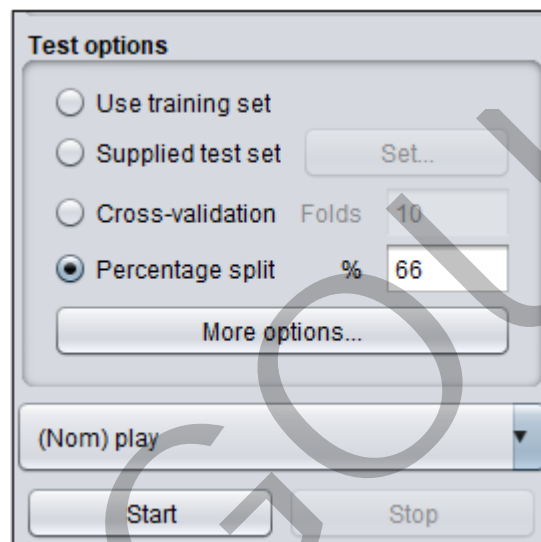 Test options
Use training set
Supplied test set Set...
Cross-validation Folds 10
Percentage split % 66
More options...
(Nom) play
Start Stop